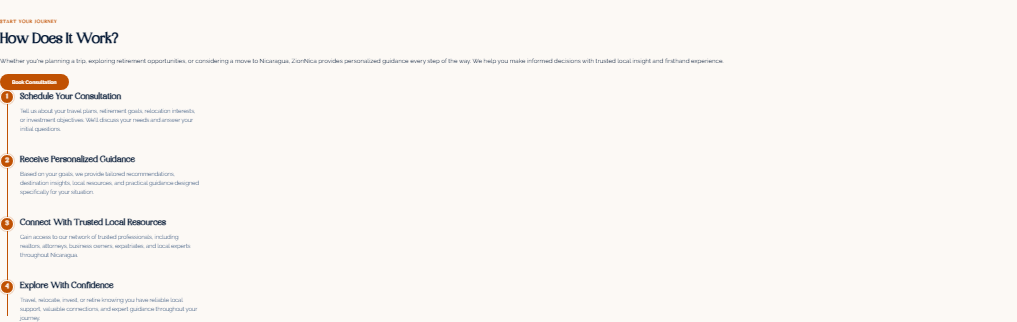 START YOUR JOURNEY
How Does It Work?
Whether you're planning a trip, exploring retirement opportunities, or considering a move to Nicaragua, ZionNica provides personalized guidance every step of the way. We help you make informed decisions with trusted local insight and firsthand experience.
Book Consultation
1 Schedule Your Consultation
Tell us about your travel plans, retirement goals, relocation interests,
or investment objectives. We'll discuss your needs and answer your
initial questions.
2 Receive Personalized Guidance
Based on your goals, we provide tailored recommendations,
destination insights, local resources, and practical guidance designed
specifically for your situation.
3 Connect With Trusted Local Resources
Gain access to our network of trusted professionals, including
realtors, attorneys, business owners, expatriates, and local experts
throughout Nicaragua.
4 Explore With Confidence
Travel, relocate, invest, or retire knowing you have reliable local
support, valuable connections, and expert guidance throughout your
journey.